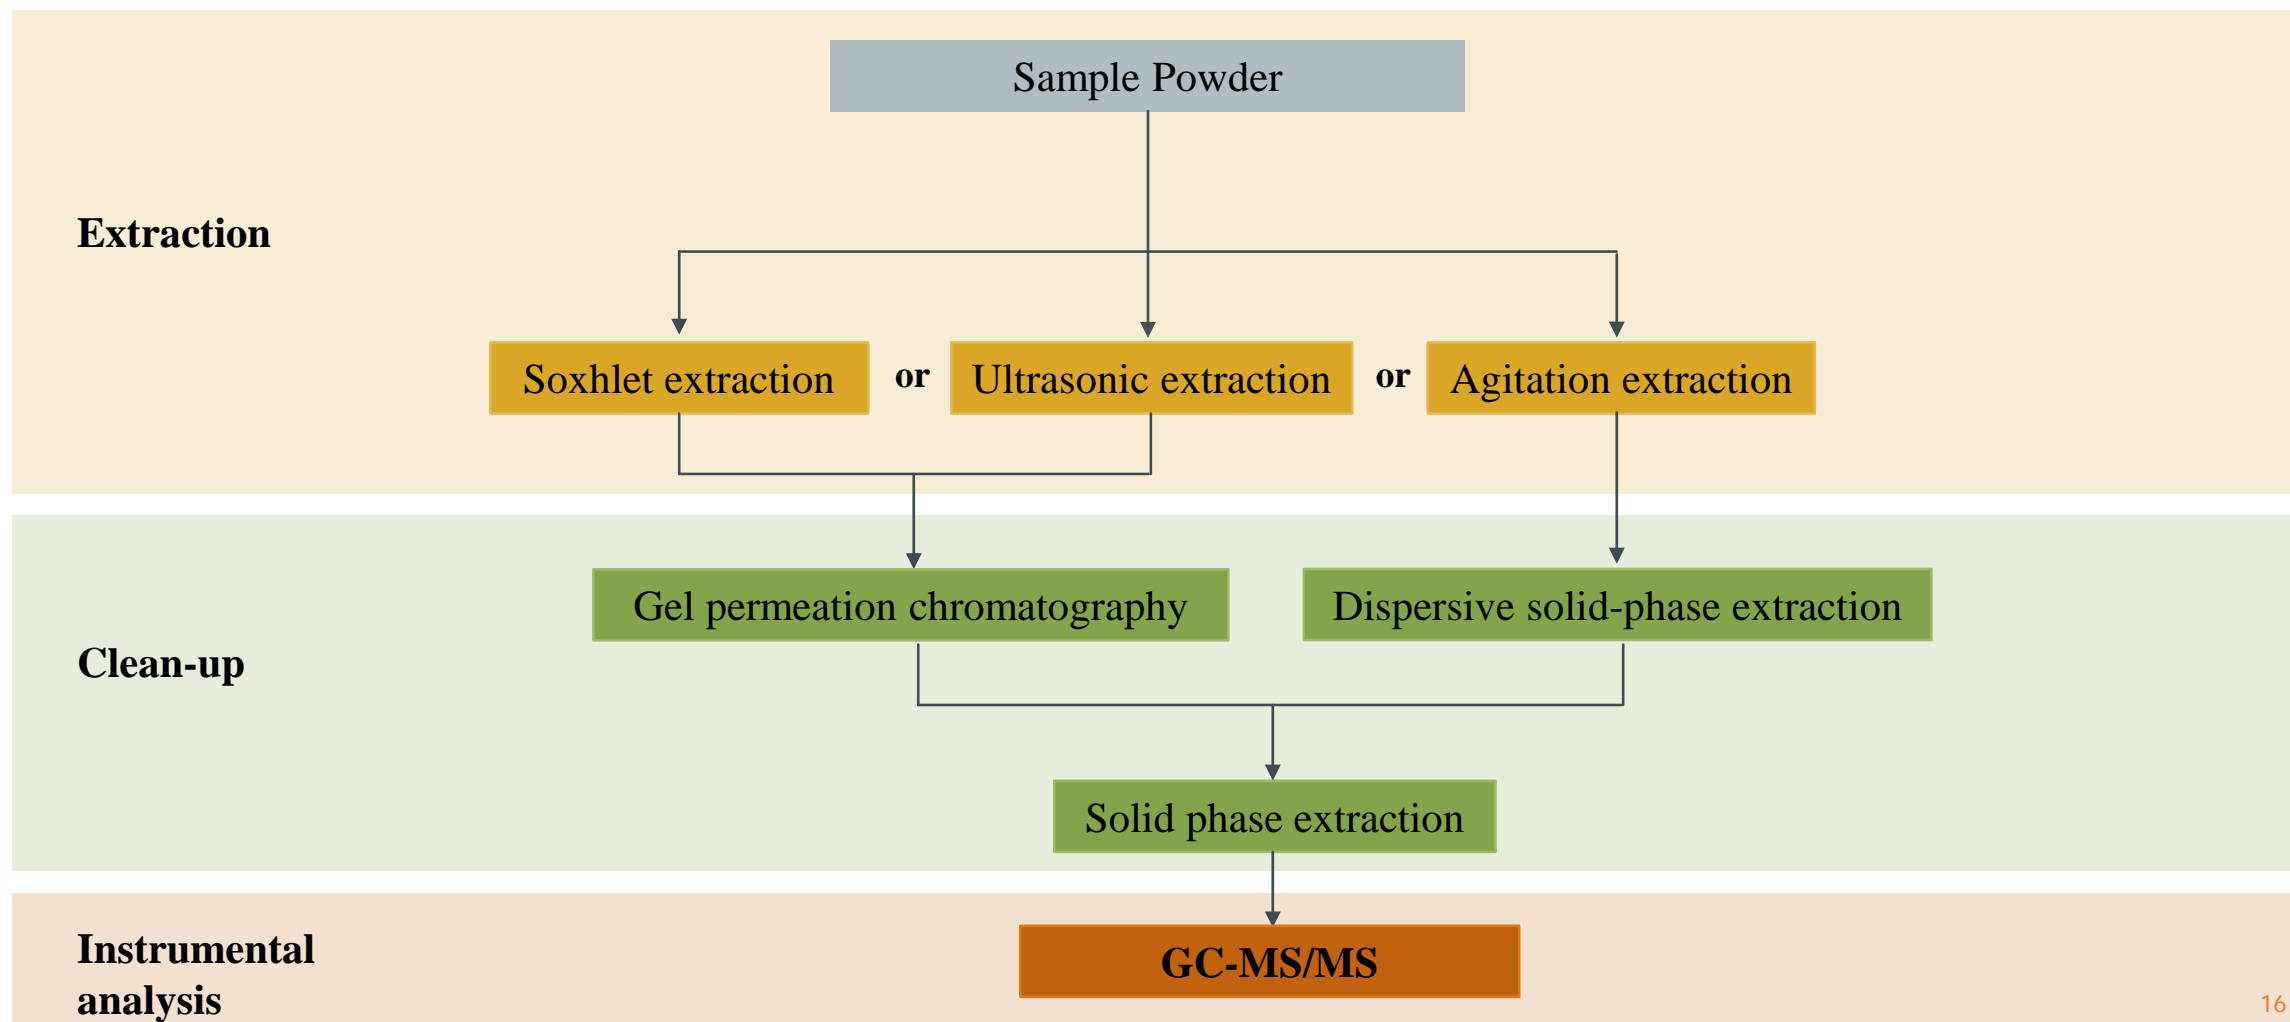 Sample Powder
Extraction
Soxhlet extraction or Ultrasonic extraction or Agitation extraction
Gel permeation chromatography Dispersive solid-phase extraction
Clean-up
Solid phase extraction
Instrumental
analysis
GC-MS/MS
16